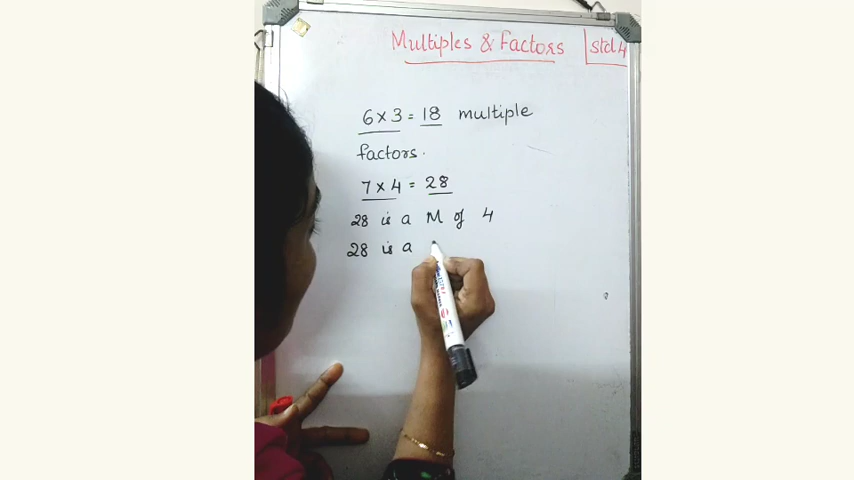 Multiples & Factors std 4
6 x 3 = 18 multiple
factors.
7 x 4 = 28
28 is a M of 4
28 is a